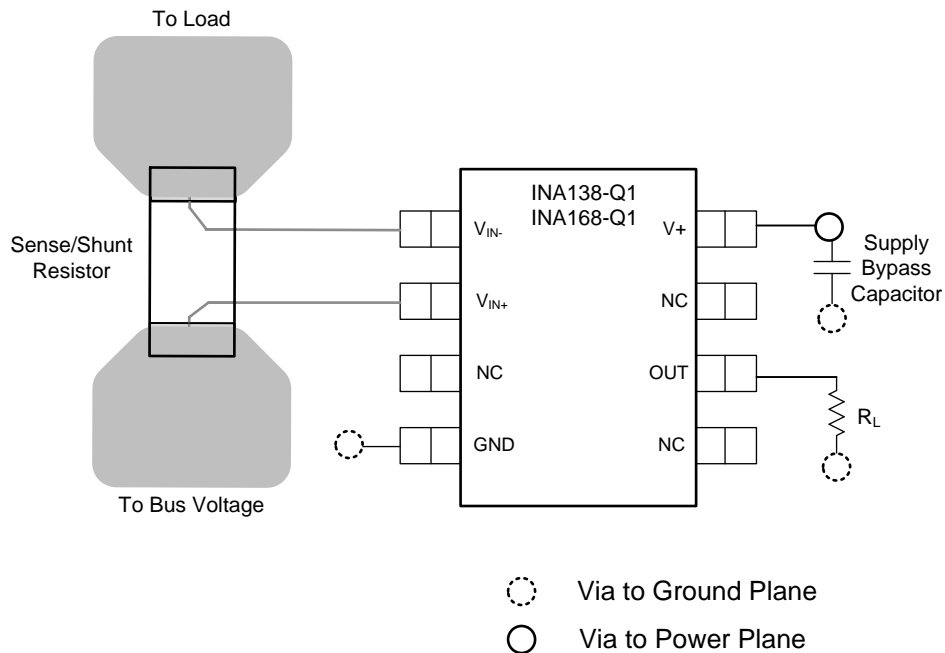 To Load
Sense/Shunt
Resistor
To Bus Voltage
INA138-Q1
INA168-Q1
VIN-
VIN+
NC
GND
V+
NC
OUT
NC
Supply
Bypass
Capacitor
RL
Via to Ground Plane
Via to Power Plane